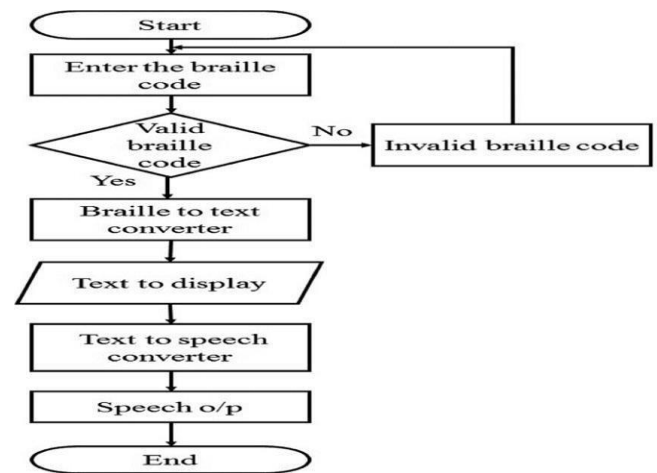 Start
Enter the braille
code
Valid
braille
code
No
Invalid braille code
Yes
Braille to text
converter
Text to display
Text to speech
converter
Speech o/p
End